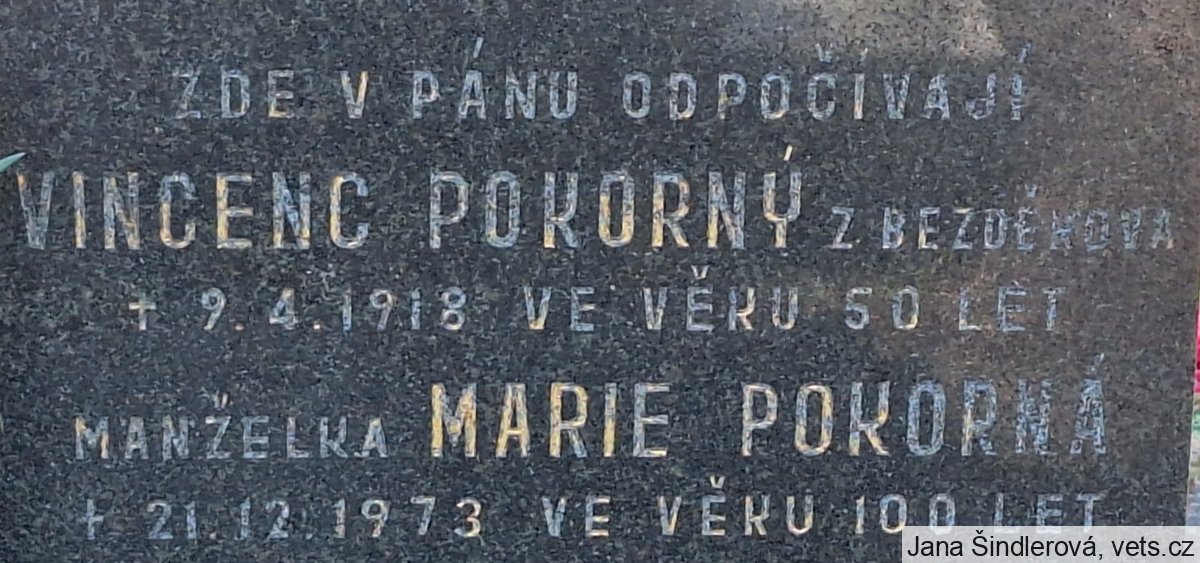 ZDE V PÁNU ODPOČÍVAJÍ
VINCENC POKORNÝ Z BEZDĚKOVA
† 9.4.1918 VE VĚKU 50 LET
MANŽELKA MARIE POKORNÁ
† 21.12.1973 VE VĚKU 100 LET
Jana Šindlerová, vets.cz